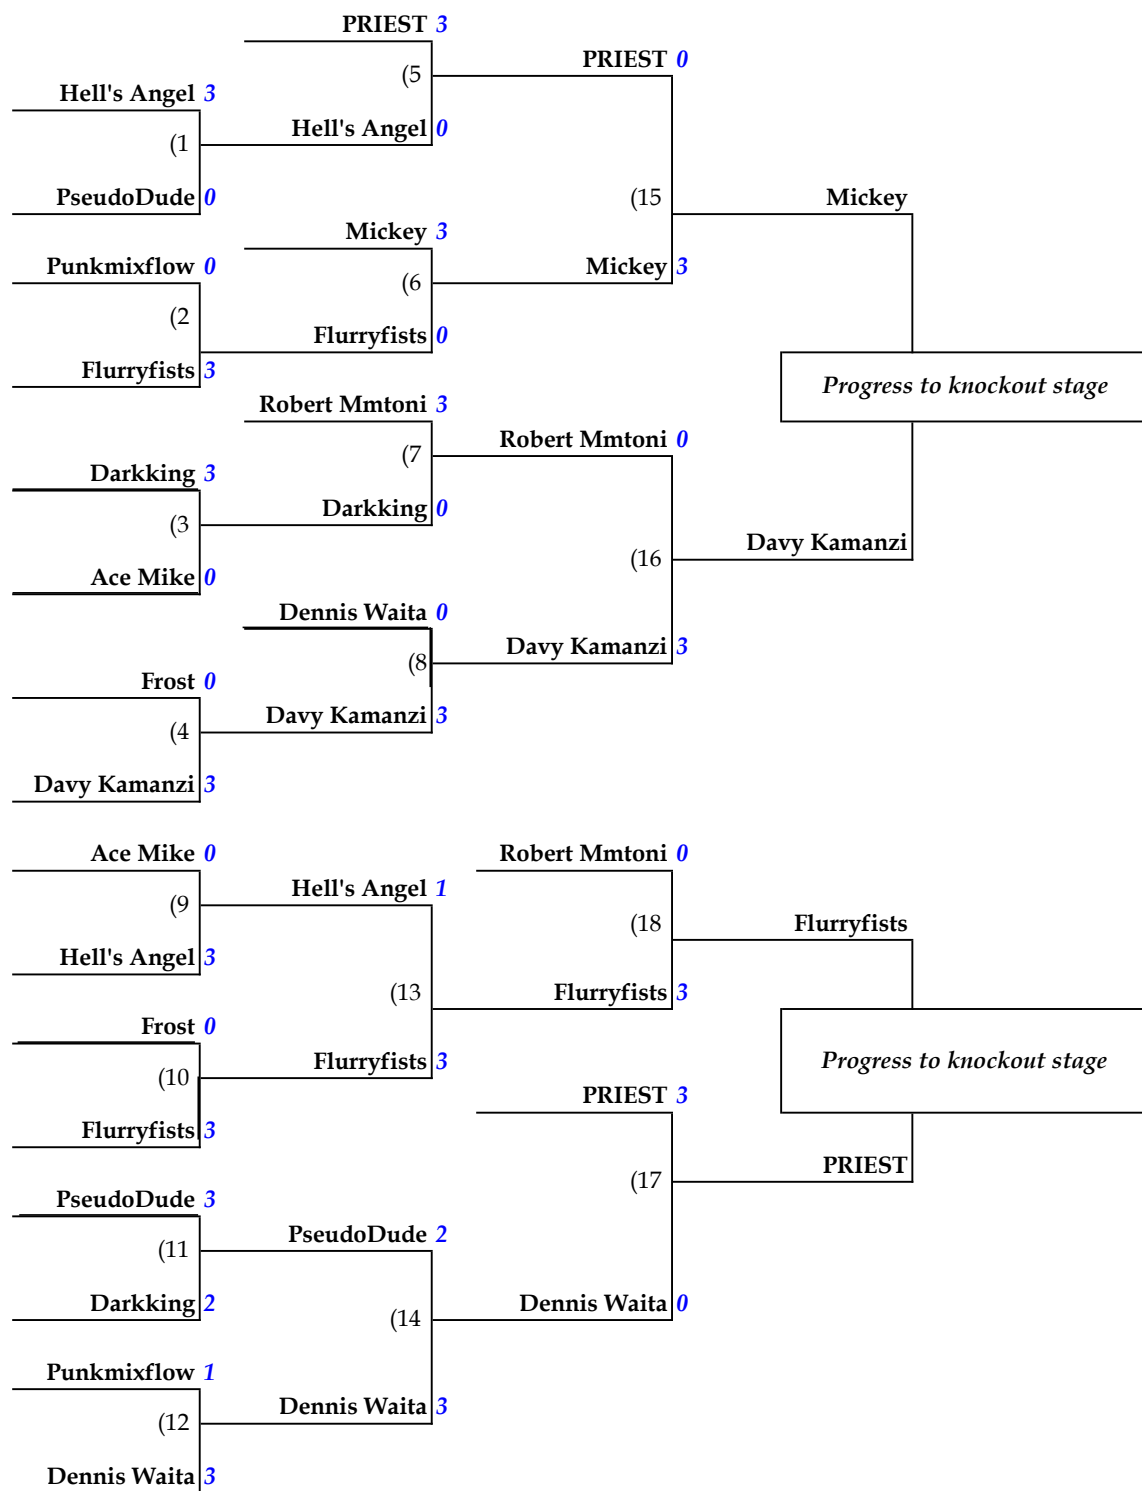 PRIEST 3
PRIEST 0
(5
Hell's Angel 3
Hell's Angel 0
(1
PseudoDude 0
(15
Mickey
Mickey 3
Punkmixflow 0
Mickey 3
(6
(2
Flurryfists 0
Flurryfists 3
Progress to knockout stage
Robert Mmtoni 3
Robert Mmtoni 0
(7
Darkking 3
Darkking 0
(3
Davy Kamanzi
(16
Ace Mike 0
Dennis Waita 0
Davy Kamanzi 3
(8
Frost 0
Davy Kamanzi 3
(4
Davy Kamanzi 3
Ace Mike 0
Robert Mmtoni 0
Hell's Angel 1
(9
(18
Flurryfists
Hell's Angel 3
(13
Flurryfists 3
Frost 0
Flurryfists 3
Progress to knockout stage
(10
PRIEST 3
Flurryfists 3
PRIEST
(17
PseudoDude 3
PseudoDude 2
(11
Darkking 2
Dennis Waita 0
(14
Punkmixflow 1
Dennis Waita 3
(12
Dennis Waita 3